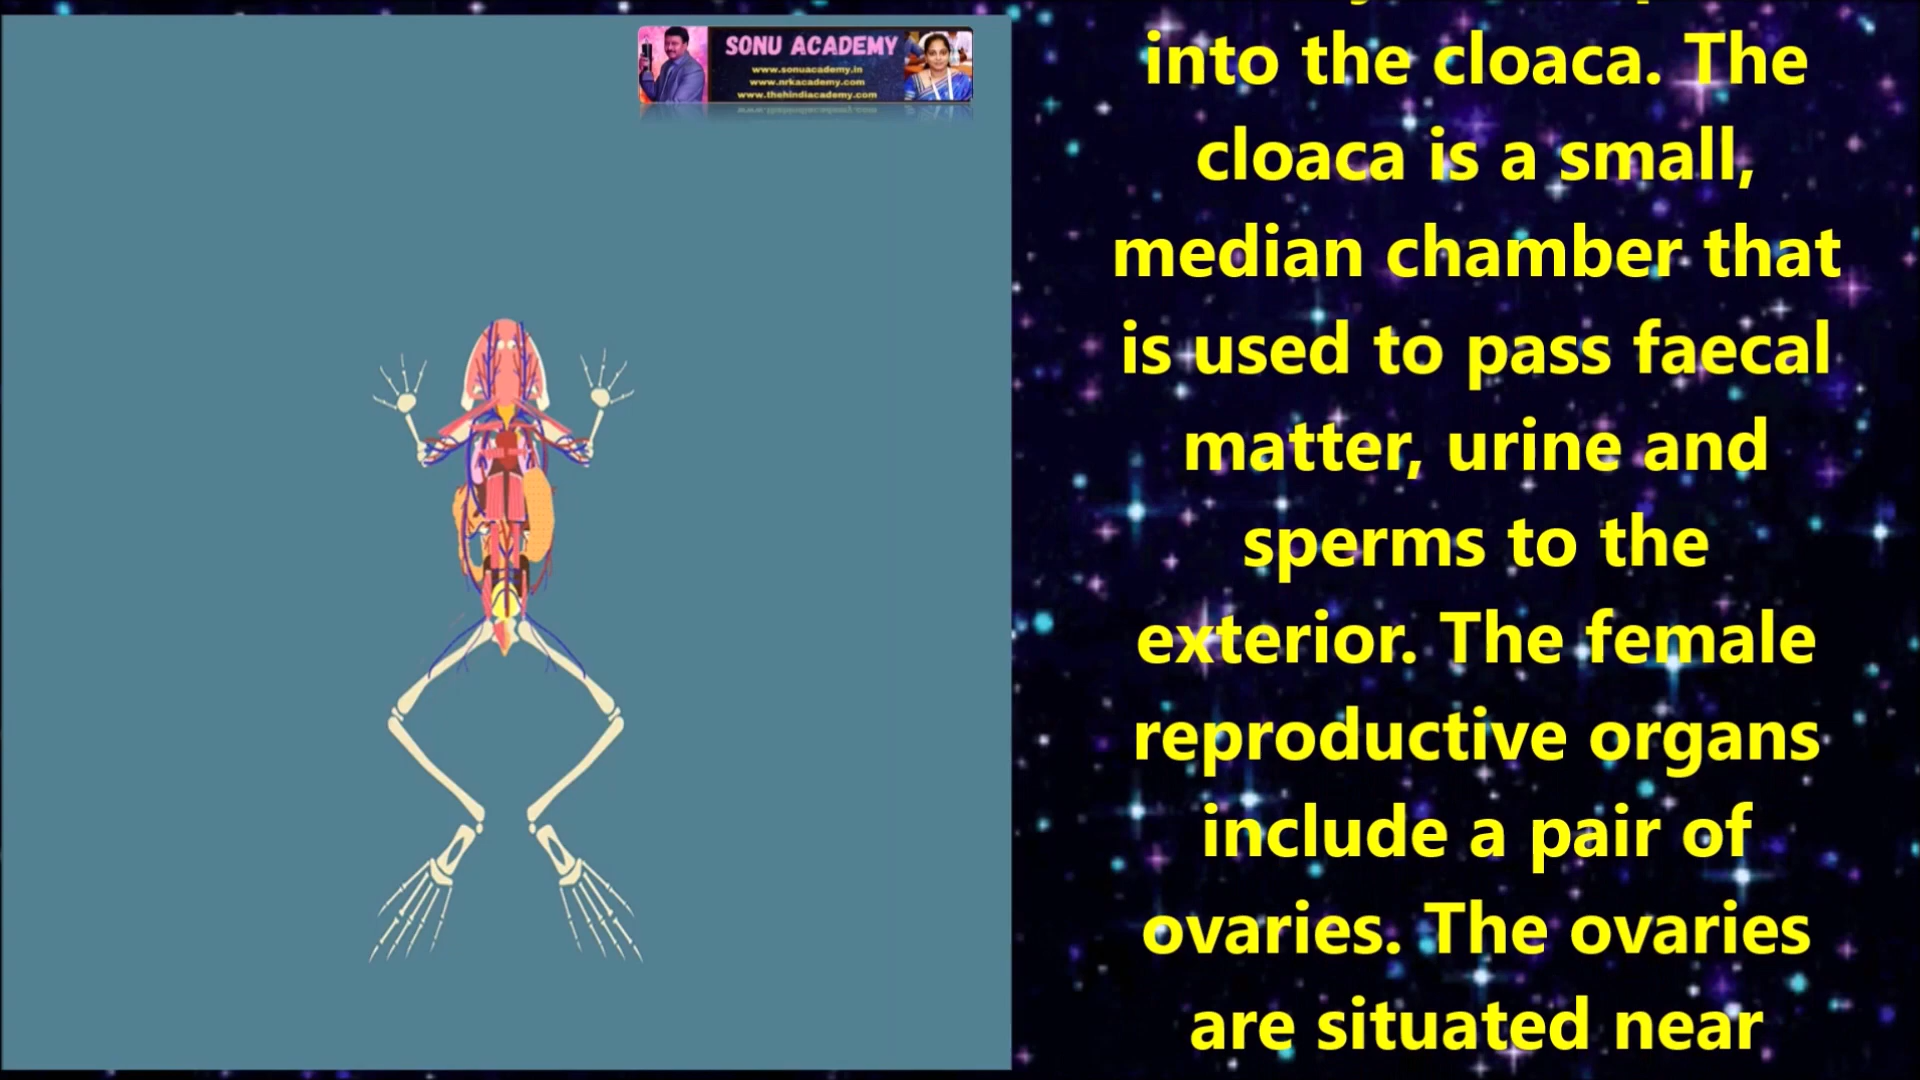 SONU ACADEMY
www.sonuacademy.in
www.nrkacademy.com
www.thehindiacademy.com
into the cloaca. The
cloaca is a small,
median chamber that
is used to pass faecal
matter, urine and
sperms to the
exterior. The female
reproductive organs
include a pair of
ovaries. The ovaries
are situated near